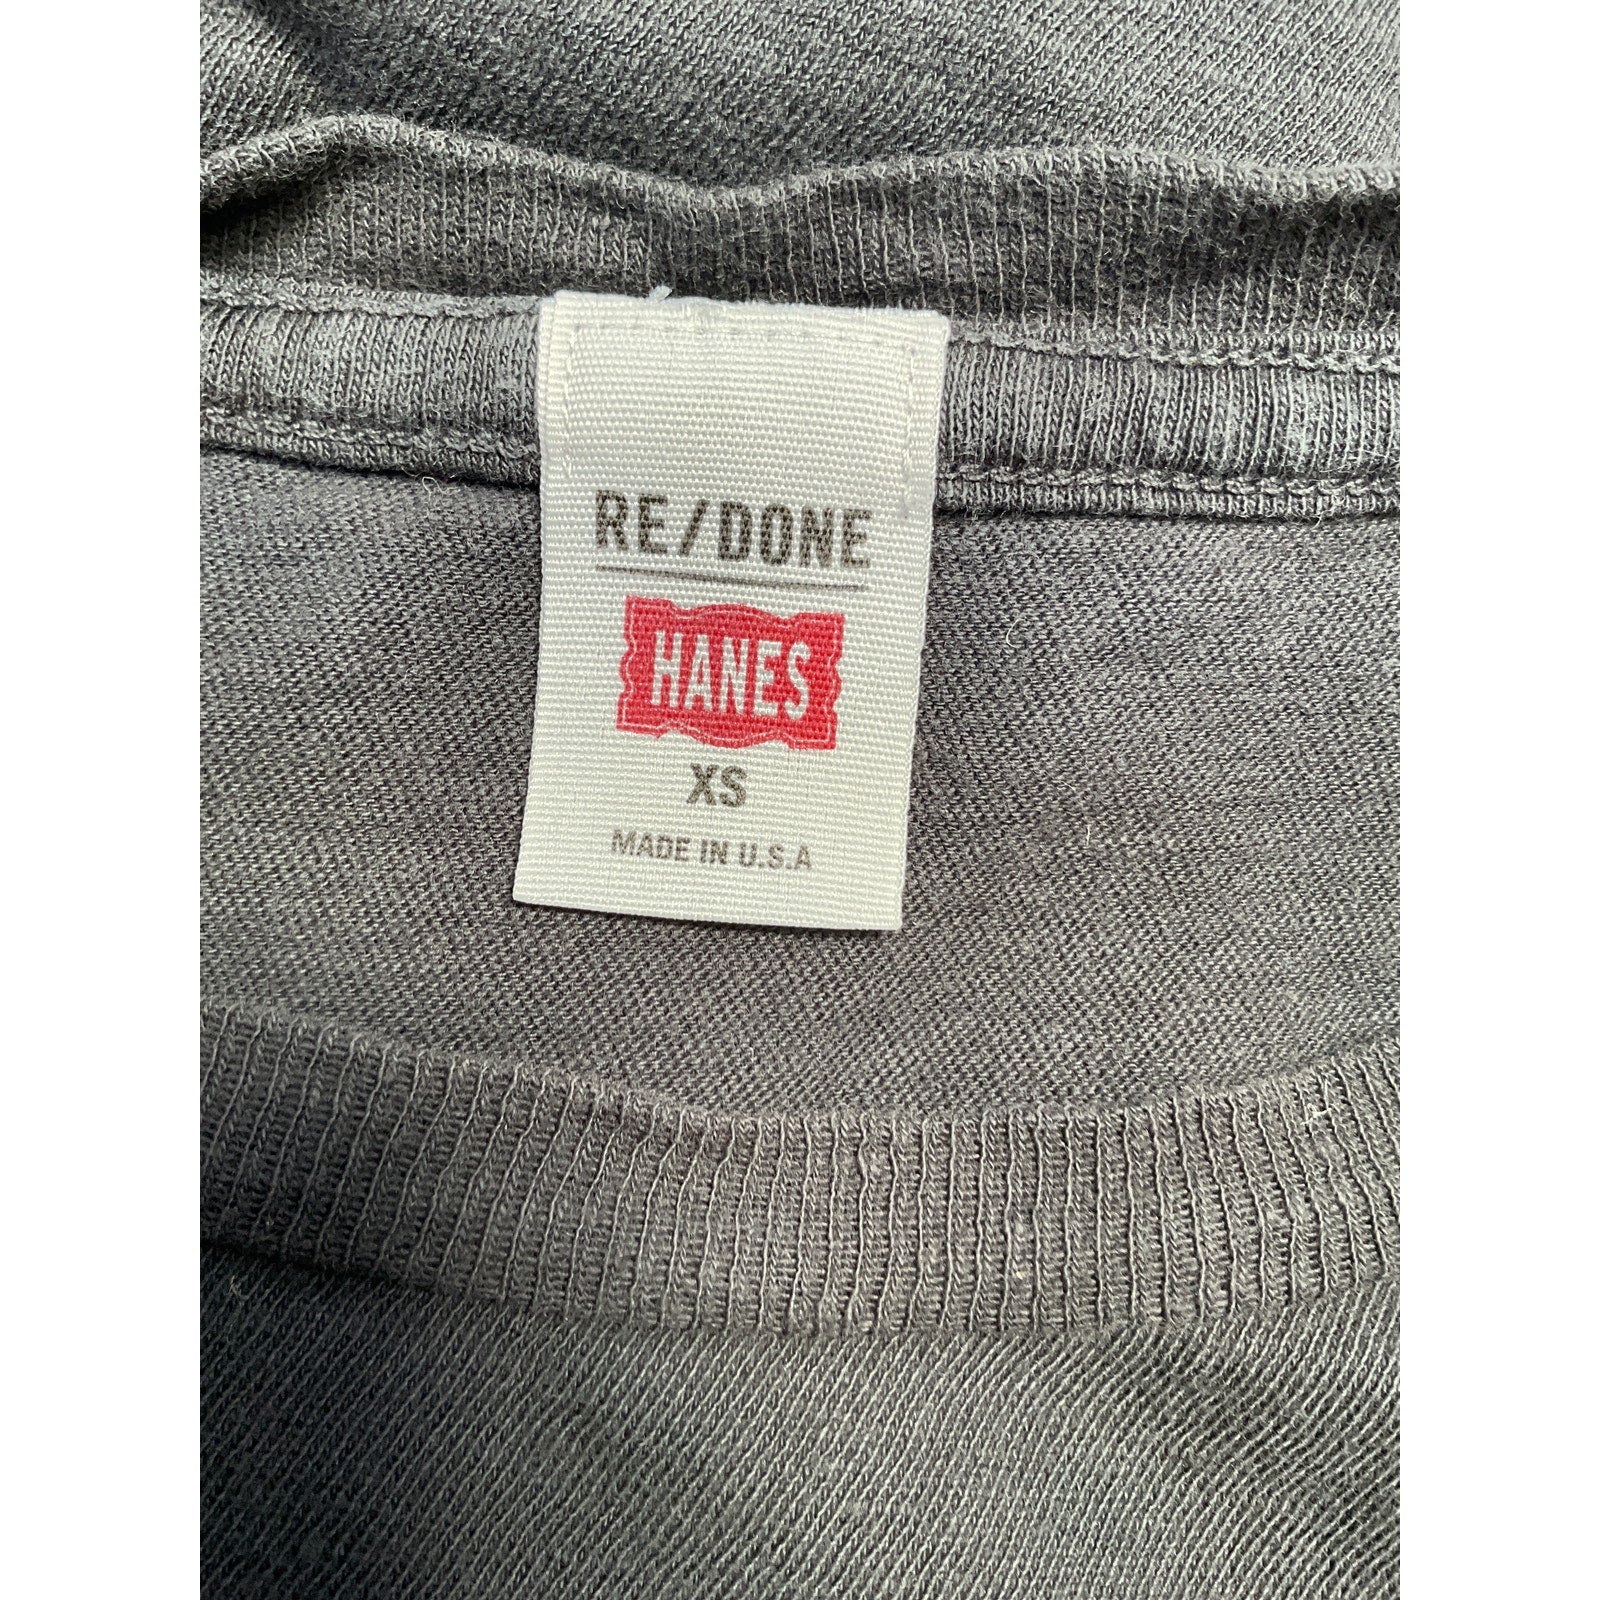 RE/DONE
HANES
XS
MADE IN U.S.A